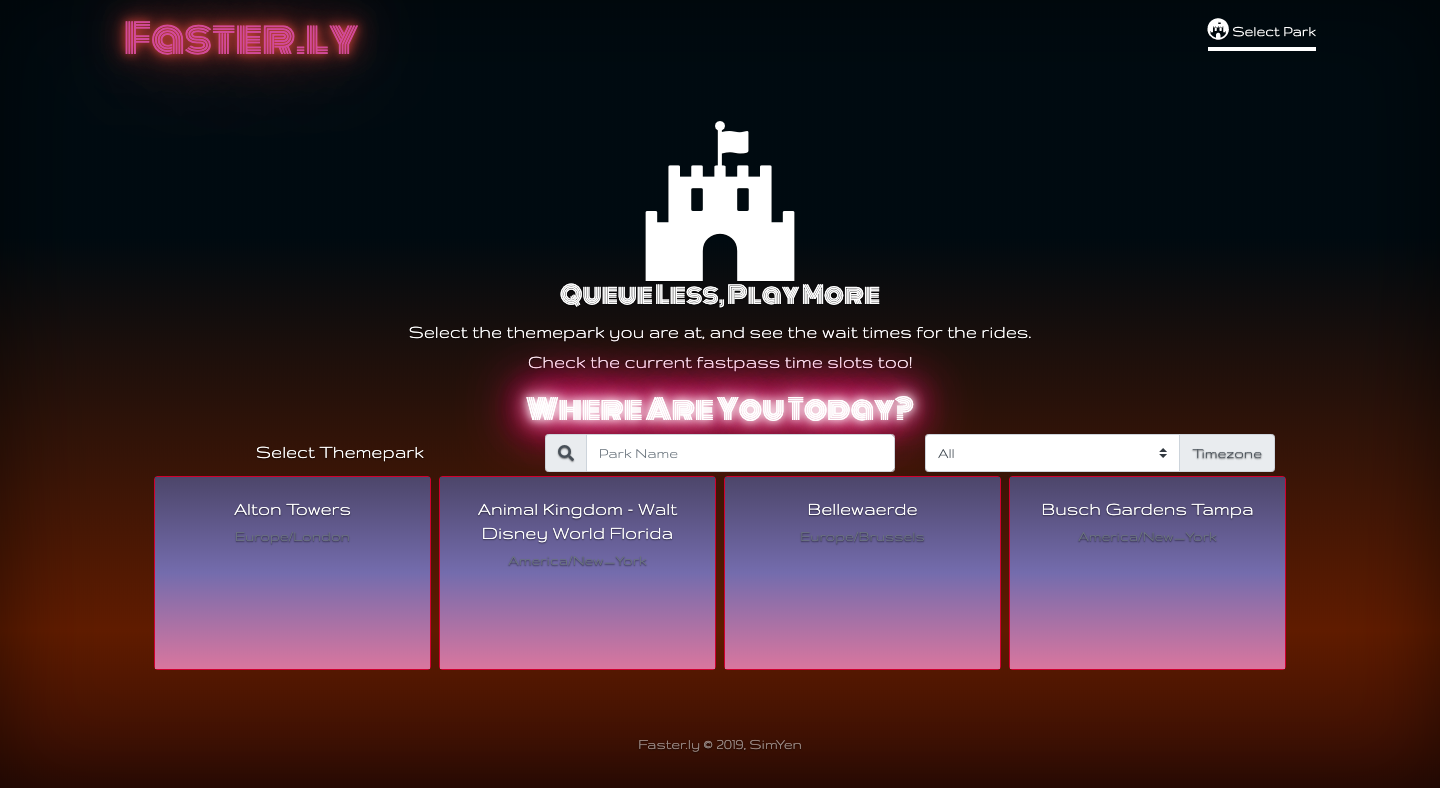 Faster.ly
Select Park
Queue Less, Play More
Select the themepark you are at, and see the wait times for the rides.
Check the current fastpass time slots too!
Where Are You Today?
Select Themepark
Park Name
All
Timezone
Alton Towers
Europe/London
Animal Kingdom - Walt
Disney World Florida
America/New_York
Bellewaerde
Europe/Brussels
Busch Gardens Tampa
America/New_York
Faster.ly © 2019, SimYen